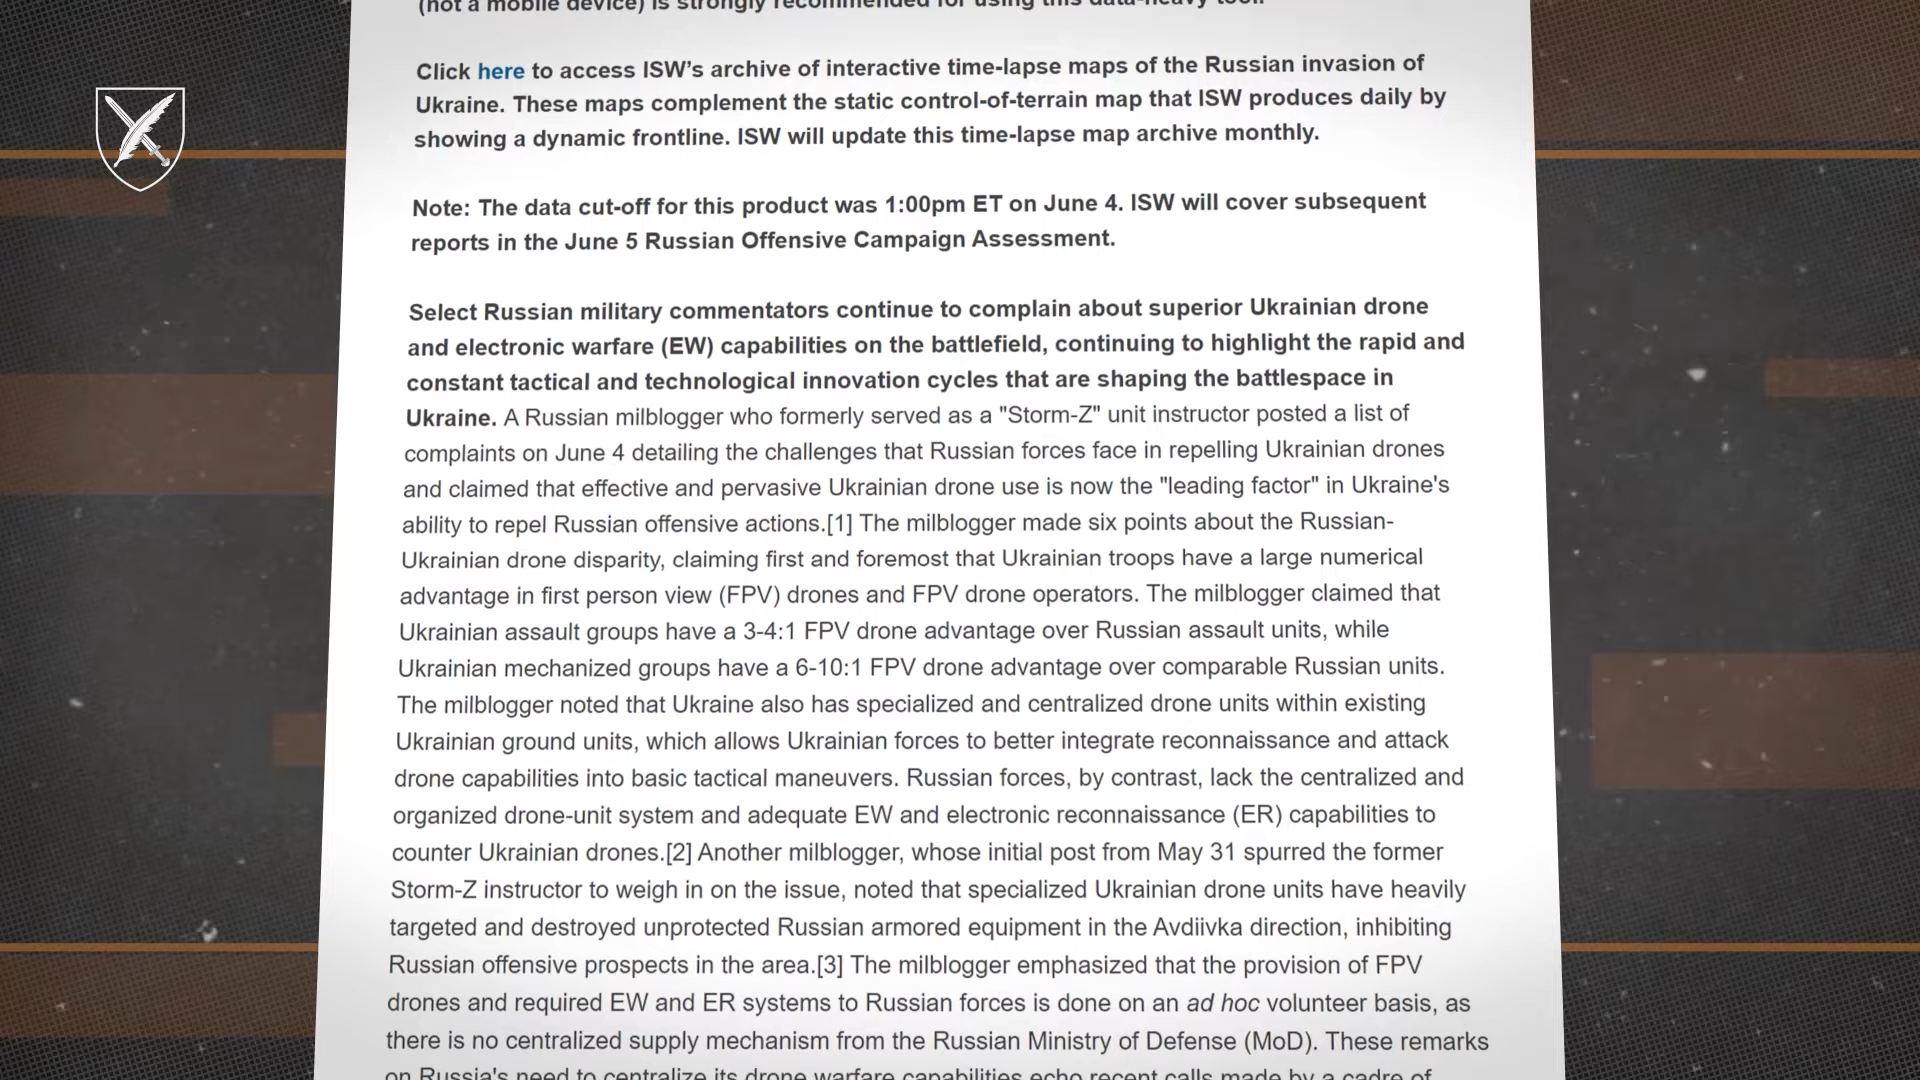 (not a mobile device) is strongly recommended for using this data-heavy tool.
Click here to access ISW's archive of interactive time-lapse maps of the Russian invasion of
Ukraine. These maps complement the static control-of-terrain map that ISW produces daily by
showing a dynamic frontline. ISW will update this time-lapse map archive monthly.
Note: The data cut-off for this product was 1:00pm ET on June 4. ISW will cover subsequent
reports in the June 5 Russian Offensive Campaign Assessment.
Select Russian military commentators continue to complain about superior Ukrainian drone
and electronic warfare (EW) capabilities on the battlefield, continuing to highlight the rapid and
constant tactical and technological innovation cycles that are shaping the battlespace in
Ukraine. A Russian milblogger who formerly served as a "Storm-Z" unit instructor posted a list of
complaints on June 4 detailing the challenges that Russian forces face in repelling Ukrainian drones
and claimed that effective and pervasive Ukrainian drone use is now the "leading factor" in Ukraine's
ability to repel Russian offensive actions.[1] The milblogger made six points about the Russian-
Ukrainian drone disparity, claiming first and foremost that Ukrainian troops have a large numerical
advantage in first person view (FPV) drones and FPV drone operators. The milblogger claimed that
Ukrainian assault groups have a 3-4:1 FPV drone advantage over Russian assault units, while
Ukrainian mechanized groups have a 6-10:1 FPV drone advantage over comparable Russian units.
The milblogger noted that Ukraine also has specialized and centralized drone units within existing
Ukrainian ground units, which allows Ukrainian forces to better integrate reconnaissance and attack
drone capabilities into basic tactical maneuvers. Russian forces, by contrast, lack the centralized and
organized drone-unit system and adequate EW and electronic reconnaissance (ER) capabilities to
counter Ukrainian drones.[2] Another milblogger, whose initial post from May 31 spurred the former
Storm-Z instructor to weigh in on the issue, noted that specialized Ukrainian drone units have heavily
targeted and destroyed unprotected Russian armored equipment in the Avdiivka direction, inhibiting
Russian offensive prospects in the area.[3] The milblogger emphasized that the provision of FPV
drones and required EW and ER systems to Russian forces is done on an ad hoc volunteer basis, as
there is no centralized supply mechanism from the Russian Ministry of Defense (MoD). These remarks
on Russia's need to centralize its drone warfare capabilities echo recent calls made by a cadre of